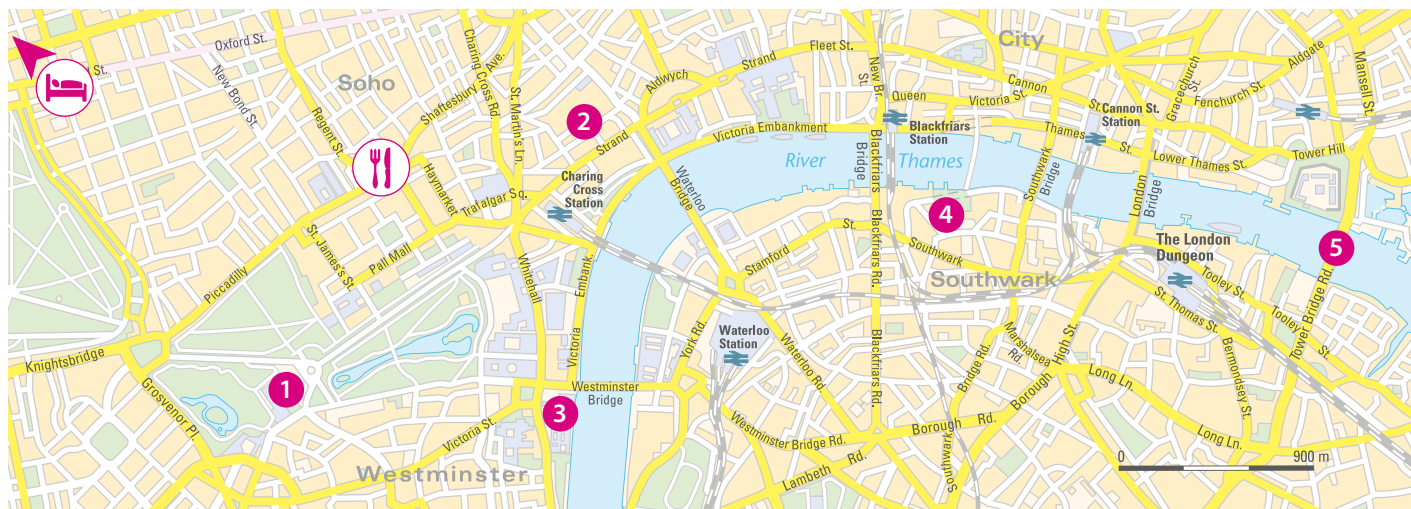 Oxford St.
St.
New Bond St.
Soho
Regent St.
Shaftesbury Ave.
Charing Cross Rd.
St. Martin's Ln.
Haymarket
Trafalgar Sq.
Piccadilly
St. James's St.
Pall Mall
Knightsbridge
Grosvenor Pl.
1
Victoria St.
Westminster
2
Strand
Charing
Cross
Station
Aldwych
Strand
Fleet St.
Victoria Embankment
Waterloo
Bridge
Whitehall
Victoria Embank.
3
Westminster
Bridge
River Thames
New Br. St.
Queen Victoria St.
Blackfriars
Station
Blackfriars
Bridge
City
Cannon St.
Cannon St.
Station
Gracechurch
St.
Fenchurch St.
Aldgate
Mansell St.
Thames St.
Lower Thames St.
Tower Hill
Southwark
Bridge
London
Bridge
4
5
Stamford St.
Southwark
Southwark
Blackfriars Rd.
Blackfriars Rd.
The London
Dungeon
Tooley St.
Tooley St.
St. Thomas St.
Tower Bridge Rd.
Bermondsey St.
Waterloo
Station
York Rd.
Waterloo Rd.
Westminster Bridge Rd.
Lambeth Rd.
Borough Rd.
Southwark
Bridge Rd.
Marshalsea
Rd.
Borough High St.
Long Ln.
Long Ln.
0 900 m